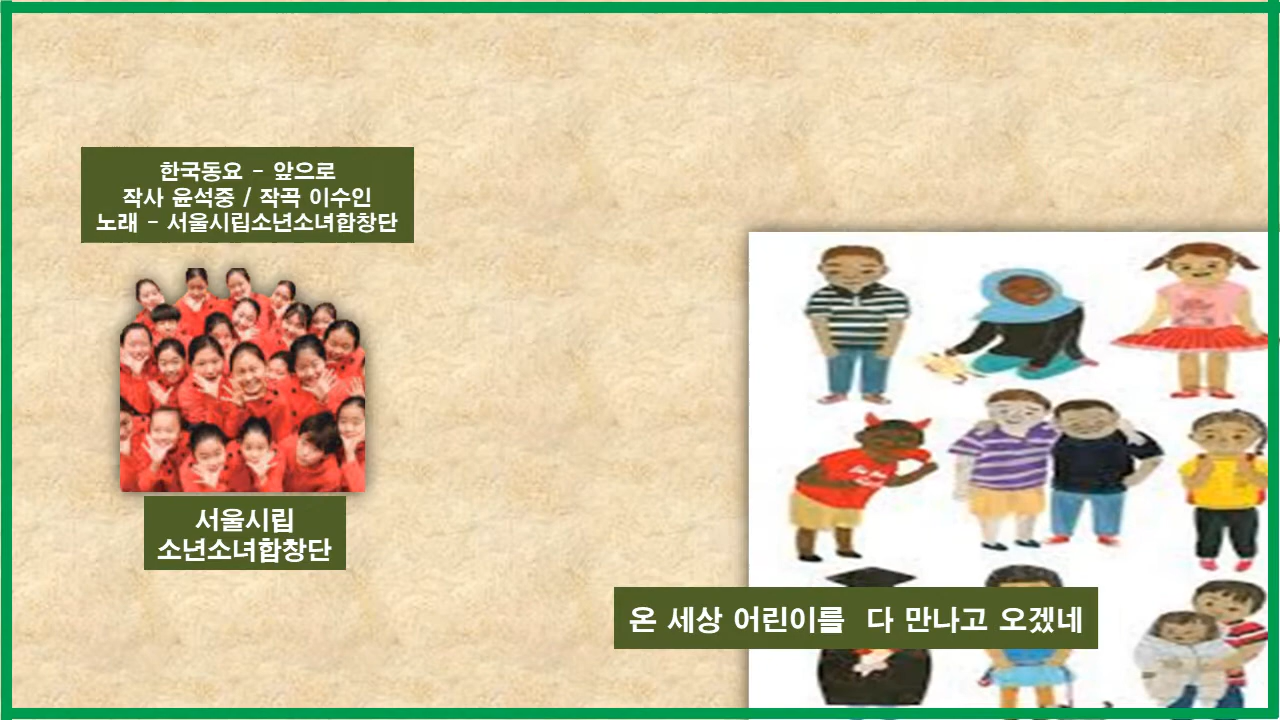 한국동요 - 앞으로
작사 윤석중 / 작곡 이수인
노래 - 서울시립소년소녀합창단
서울시립
소년소녀합창단
온 세상 어린이를 다 만나고 오겠네